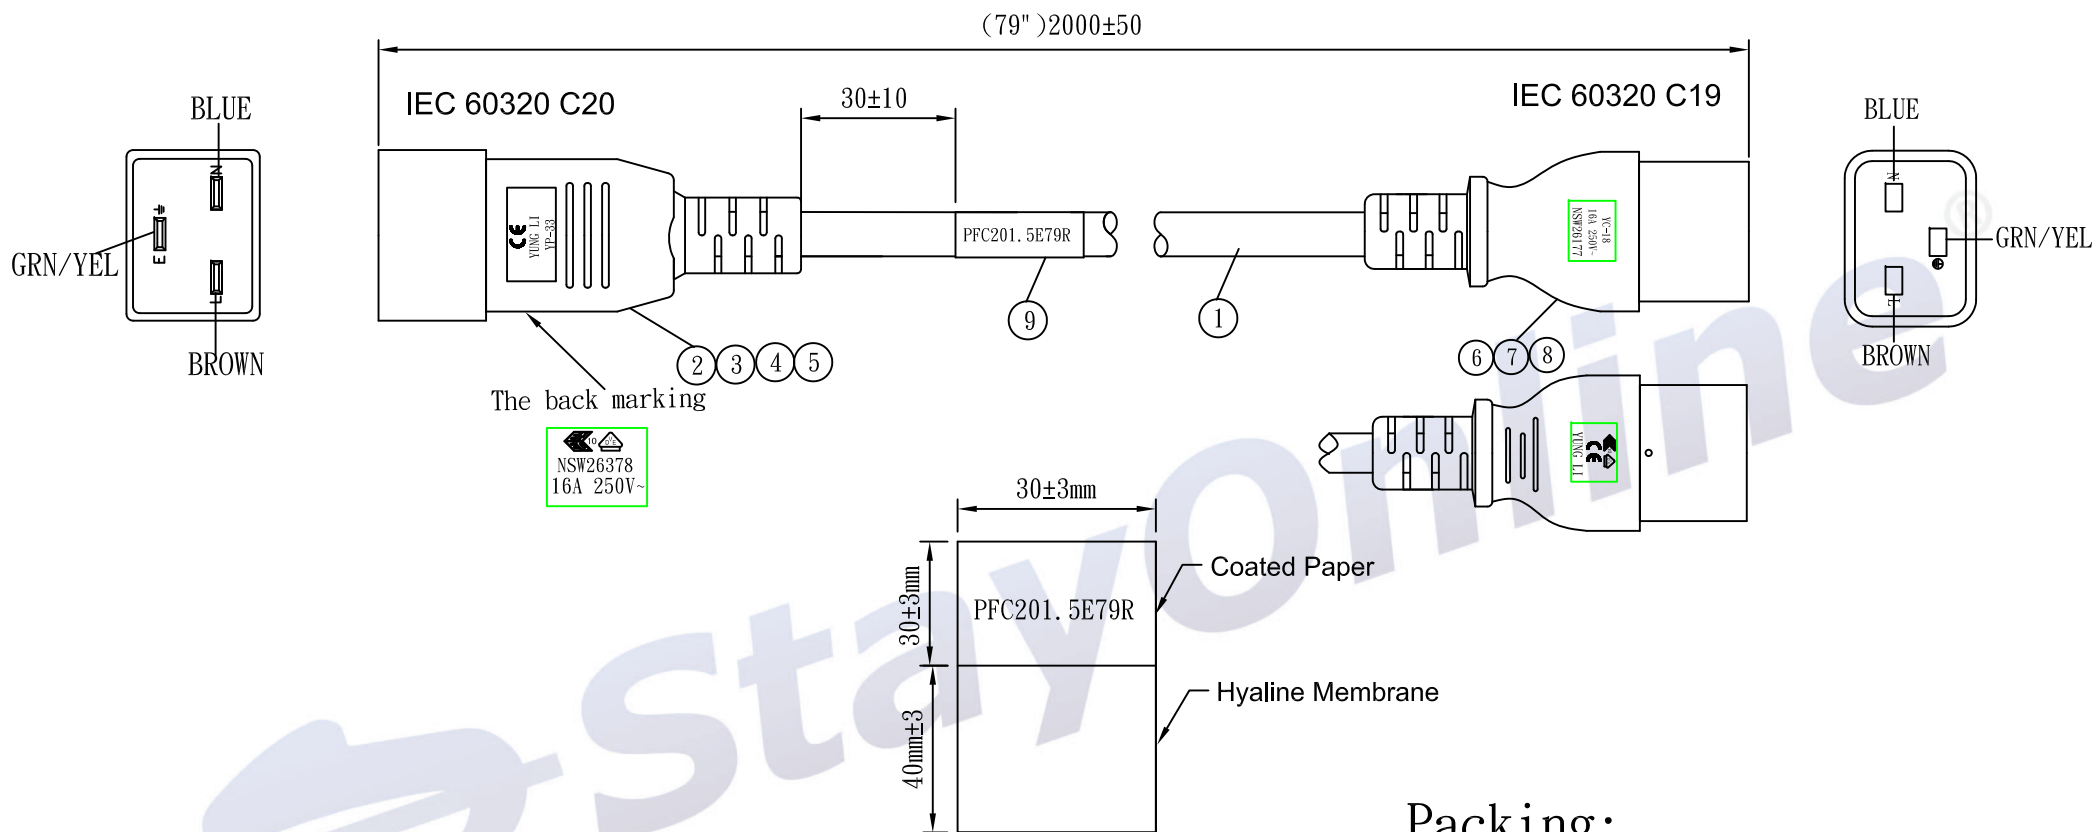 (79")2000±50
IEC 60320 C20
30±10
IEC 60320 C19
BLUE
N
E
L
GRN/YEL
BROWN
CE
YUNG LI
YP-33
PFC201.5E79R
YC-18
16A 250V~
NSW26177
BLUE
N
L
GRN/YEL
BROWN
9
1
2 3 4 5
6 7 8
The back marking
10
NSW26378
16A 250V~
CE
YUNG LI
30±3mm
30±3mm
PFC201.5E79R
Coated Paper
40mm±3
Hyaline Membrane
StayOnline®
Packing: